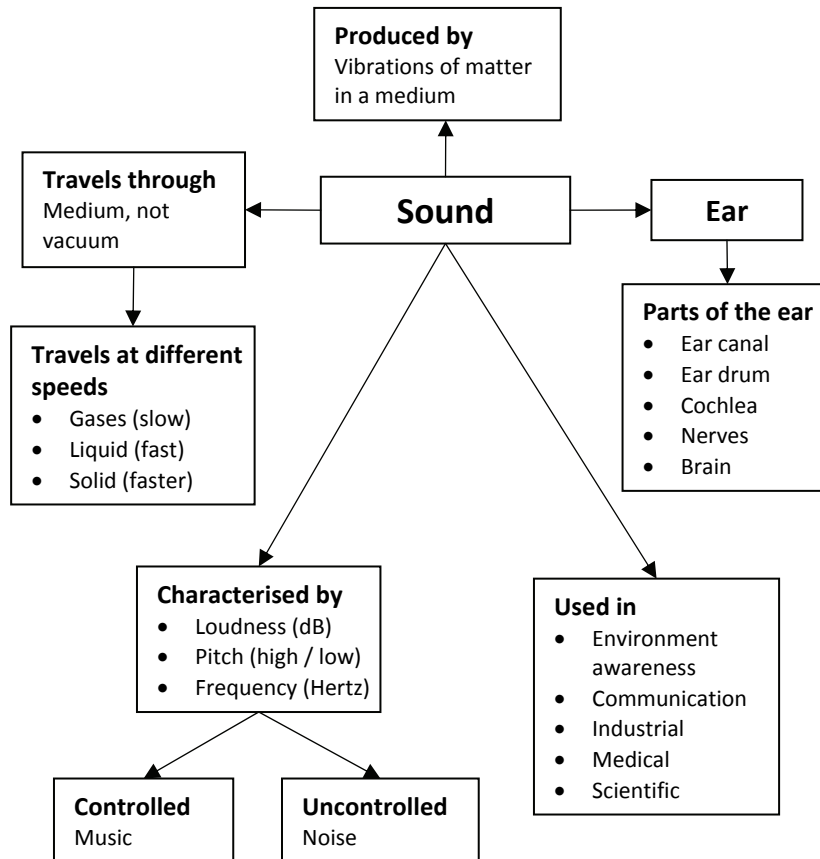 Produced by
Vibrations of matter
in a medium
Travels through
Medium, not
vacuum
Sound
Ear
Travels at different
speeds
• Gases (slow)
• Liquid (fast)
• Solid (faster)
Parts of the ear
• Ear canal
• Ear drum
• Cochlea
• Nerves
• Brain
Characterised by
• Loudness (dB)
• Pitch (high / low)
• Frequency (Hertz)
Used in
• Environment
awareness
• Communication
• Industrial
• Medical
• Scientific
Controlled
Music
Uncontrolled
Noise